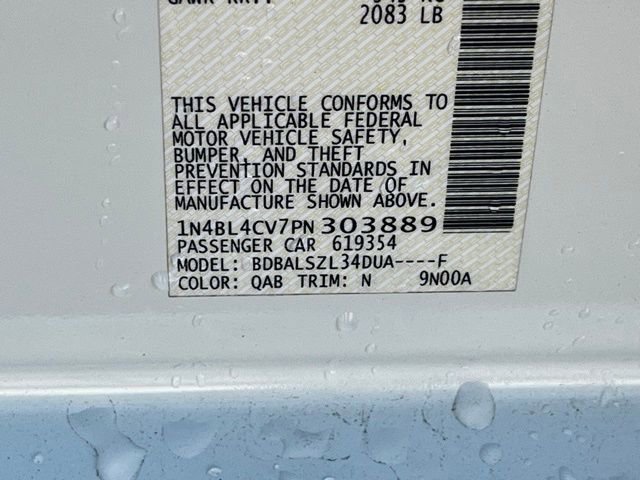 2083 LB
THIS VEHICLE CONFORMS TO
ALL APPLICABLE FEDERAL
MOTOR VEHICLE SAFETY,
BUMPER, AND THEFT
PREVENTION STANDARDS IN
EFFECT ON THE DATE OF
MANUFACTURE SHOWN ABOVE.
1N4BL4CV7PN303889
PASSENGER CAR 619354
MODEL: BDBALSZL34DUA----F
COLOR: QAB TRIM: N 9N00A